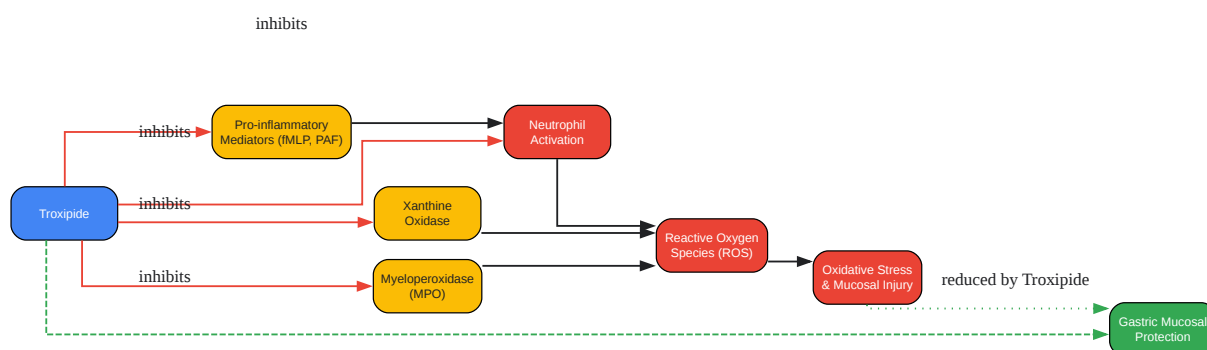 inhibits
inhibits
Pro-inflammatory
Mediators (fMLP, PAF)
Neutrophil
Activation
Troxipide
inhibits
Xanthine
Oxidase
inhibits
Myeloperoxidase
(MPO)
Reactive Oxygen
Species (ROS)
Oxidative Stress
& Mucosal Injury
reduced by Troxipide
Gastric Mucosal
Protection